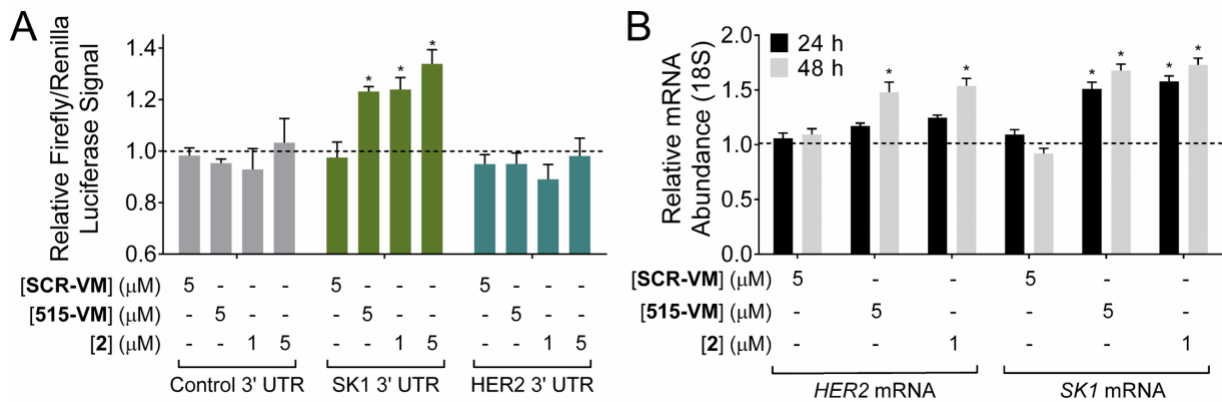 A
Relative Firefly/Renilla
Luciferase Signal
1.4
1.2
1.0
0.8
0.6
* * * *
[SCR-VM] (μM) 5 - - - 5 - - - 5 - - -
[515-VM] (μM) - 5 - - - 5 - - - 5 - -
[2] (μM) - - 1 5 - - 1 5 - - 1 5
Control 3' UTR SK1 3' UTR HER2 3' UTR
B
Relative mRNA
Abundance (18S)
2.0
1.5
1.0
0.5
0.0
24 h
48 h
* * * * * *
[SCR-VM] (μM) 5 - - 5 - -
[515-VM] (μM) - 5 - - 5 -
[2] (μM) - - 1 - - 1
HER2 mRNA SK1 mRNA